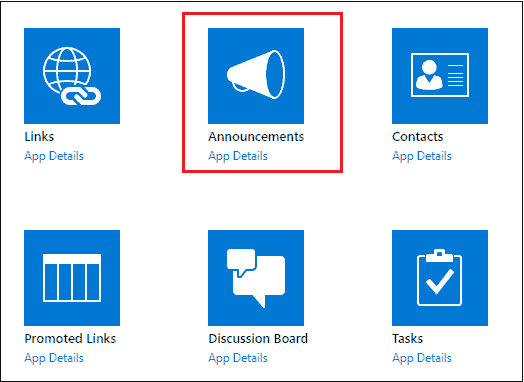 Links
Announcements
Contacts
App Details
App Details
App Details
Promoted Links
Discussion Board
Tasks
App Details
App Details
App Details